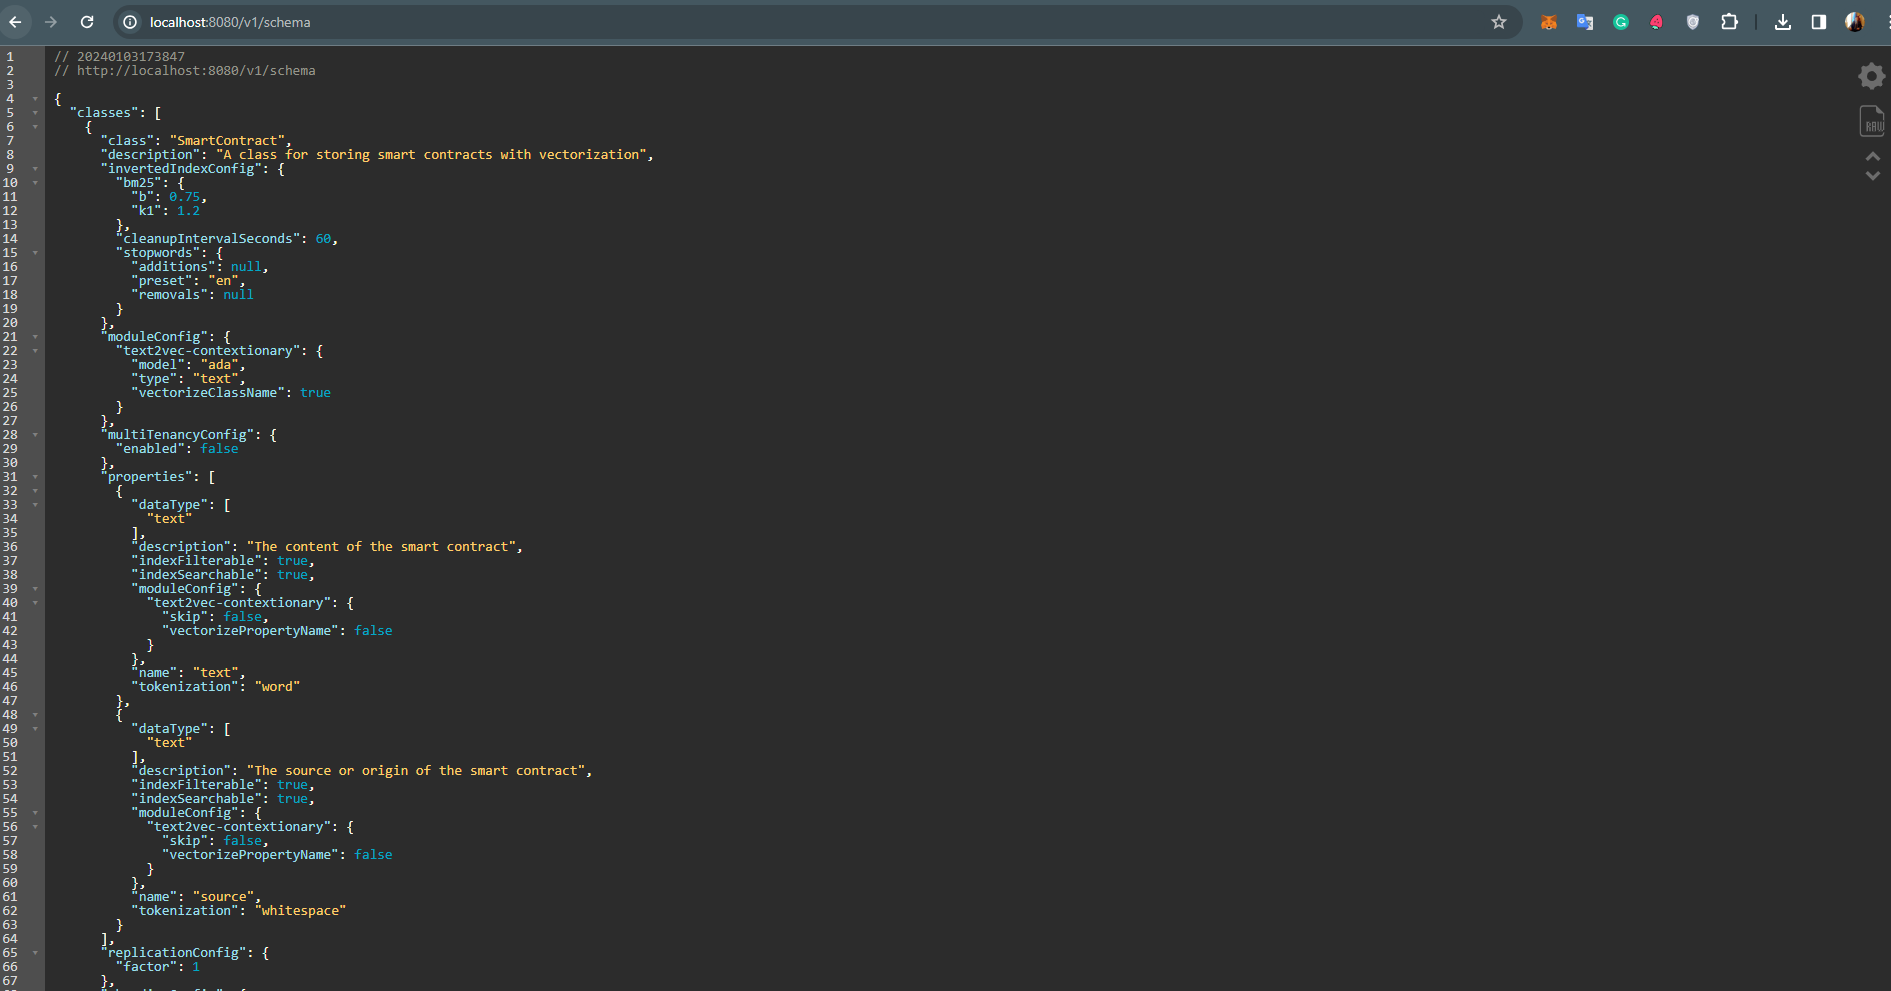 localhost:8080/v1/schema
1 // 20240103173847
2 // http://localhost:8080/v1/schema
3
4 {
5   "classes": [
6     {
7       "class": "SmartContract",
8       "description": "A class for storing smart contracts with vectorization",
9       "invertedIndexConfig": {
10         "bm25": {
11           "b": 0.75,
12           "k1": 1.2
13         },
14         "cleanupIntervalSeconds": 60,
15         "stopwords": {
16           "additions": null,
17           "preset": "en",
18           "removals": null
19         }
20       },
21       "moduleConfig": {
22         "text2vec-contextionary": {
23           "model": "ada",
24           "type": "text",
25           "vectorizeClassName": true
26         }
27       },
28       "multiTenancyConfig": {
29         "enabled": false
30       },
31       "properties": [
32         {
33           "dataType": [
34             "text"
35           ],
36           "description": "The content of the smart contract",
37           "indexFilterable": true,
38           "indexSearchable": true,
39           "moduleConfig": {
40             "text2vec-contextionary": {
41               "skip": false,
42               "vectorizePropertyName": false
43             }
44           },
45           "name": "text",
46           "tokenization": "word"
47         },
48         {
49           "dataType": [
50             "text"
51           ],
52           "description": "The source or origin of the smart contract",
53           "indexFilterable": true,
54           "indexSearchable": true,
55           "moduleConfig": {
56             "text2vec-contextionary": {
57               "skip": false,
58               "vectorizePropertyName": false
59             }
60           },
61           "name": "source",
62           "tokenization": "whitespace"
63         }
64       ],
65       "replicationConfig": {
66         "factor": 1
67       },
RAW